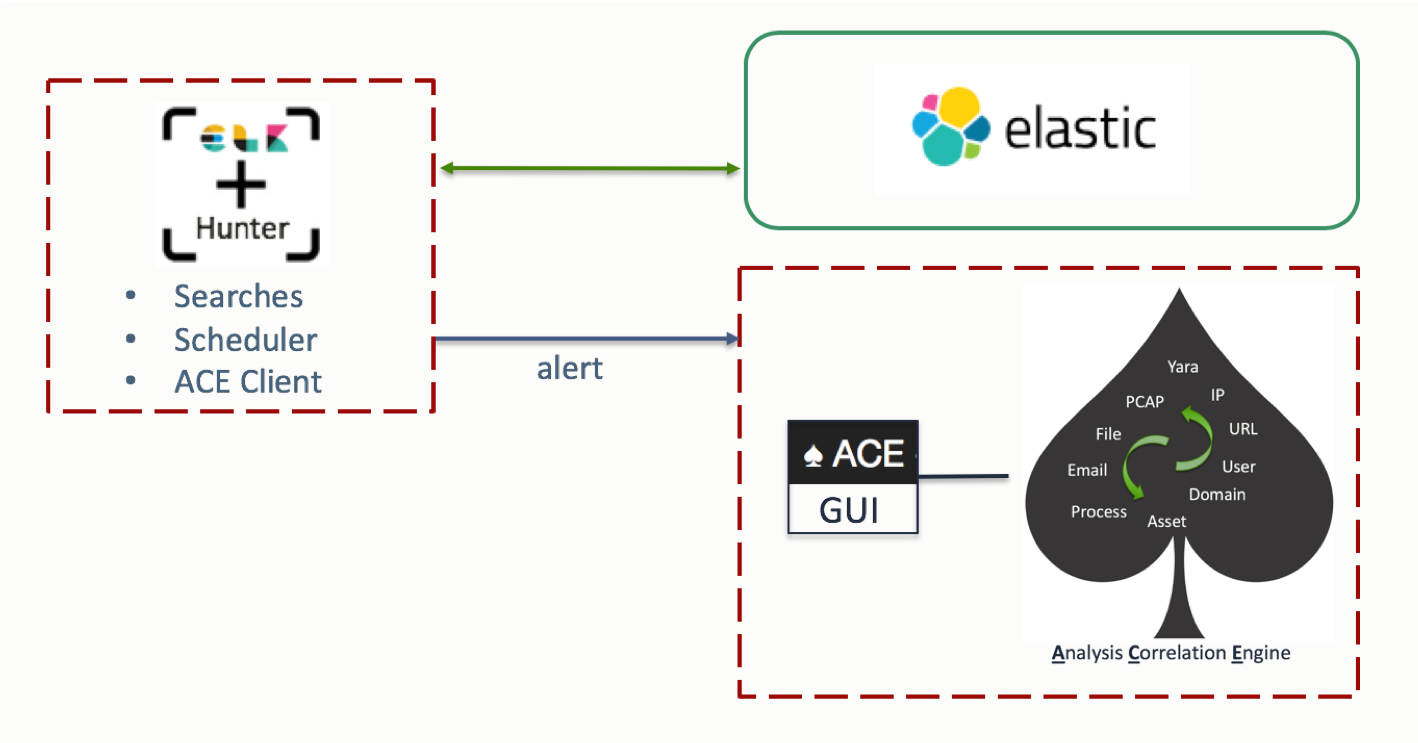 ELK
+
Hunter
• Searches
• Scheduler
• ACE Client
elastic
alert
♠ ACE
GUI
Yara
IP
PCAP
URL
File
User
Email
Domain
Process
Asset
Analysis Correlation Engine